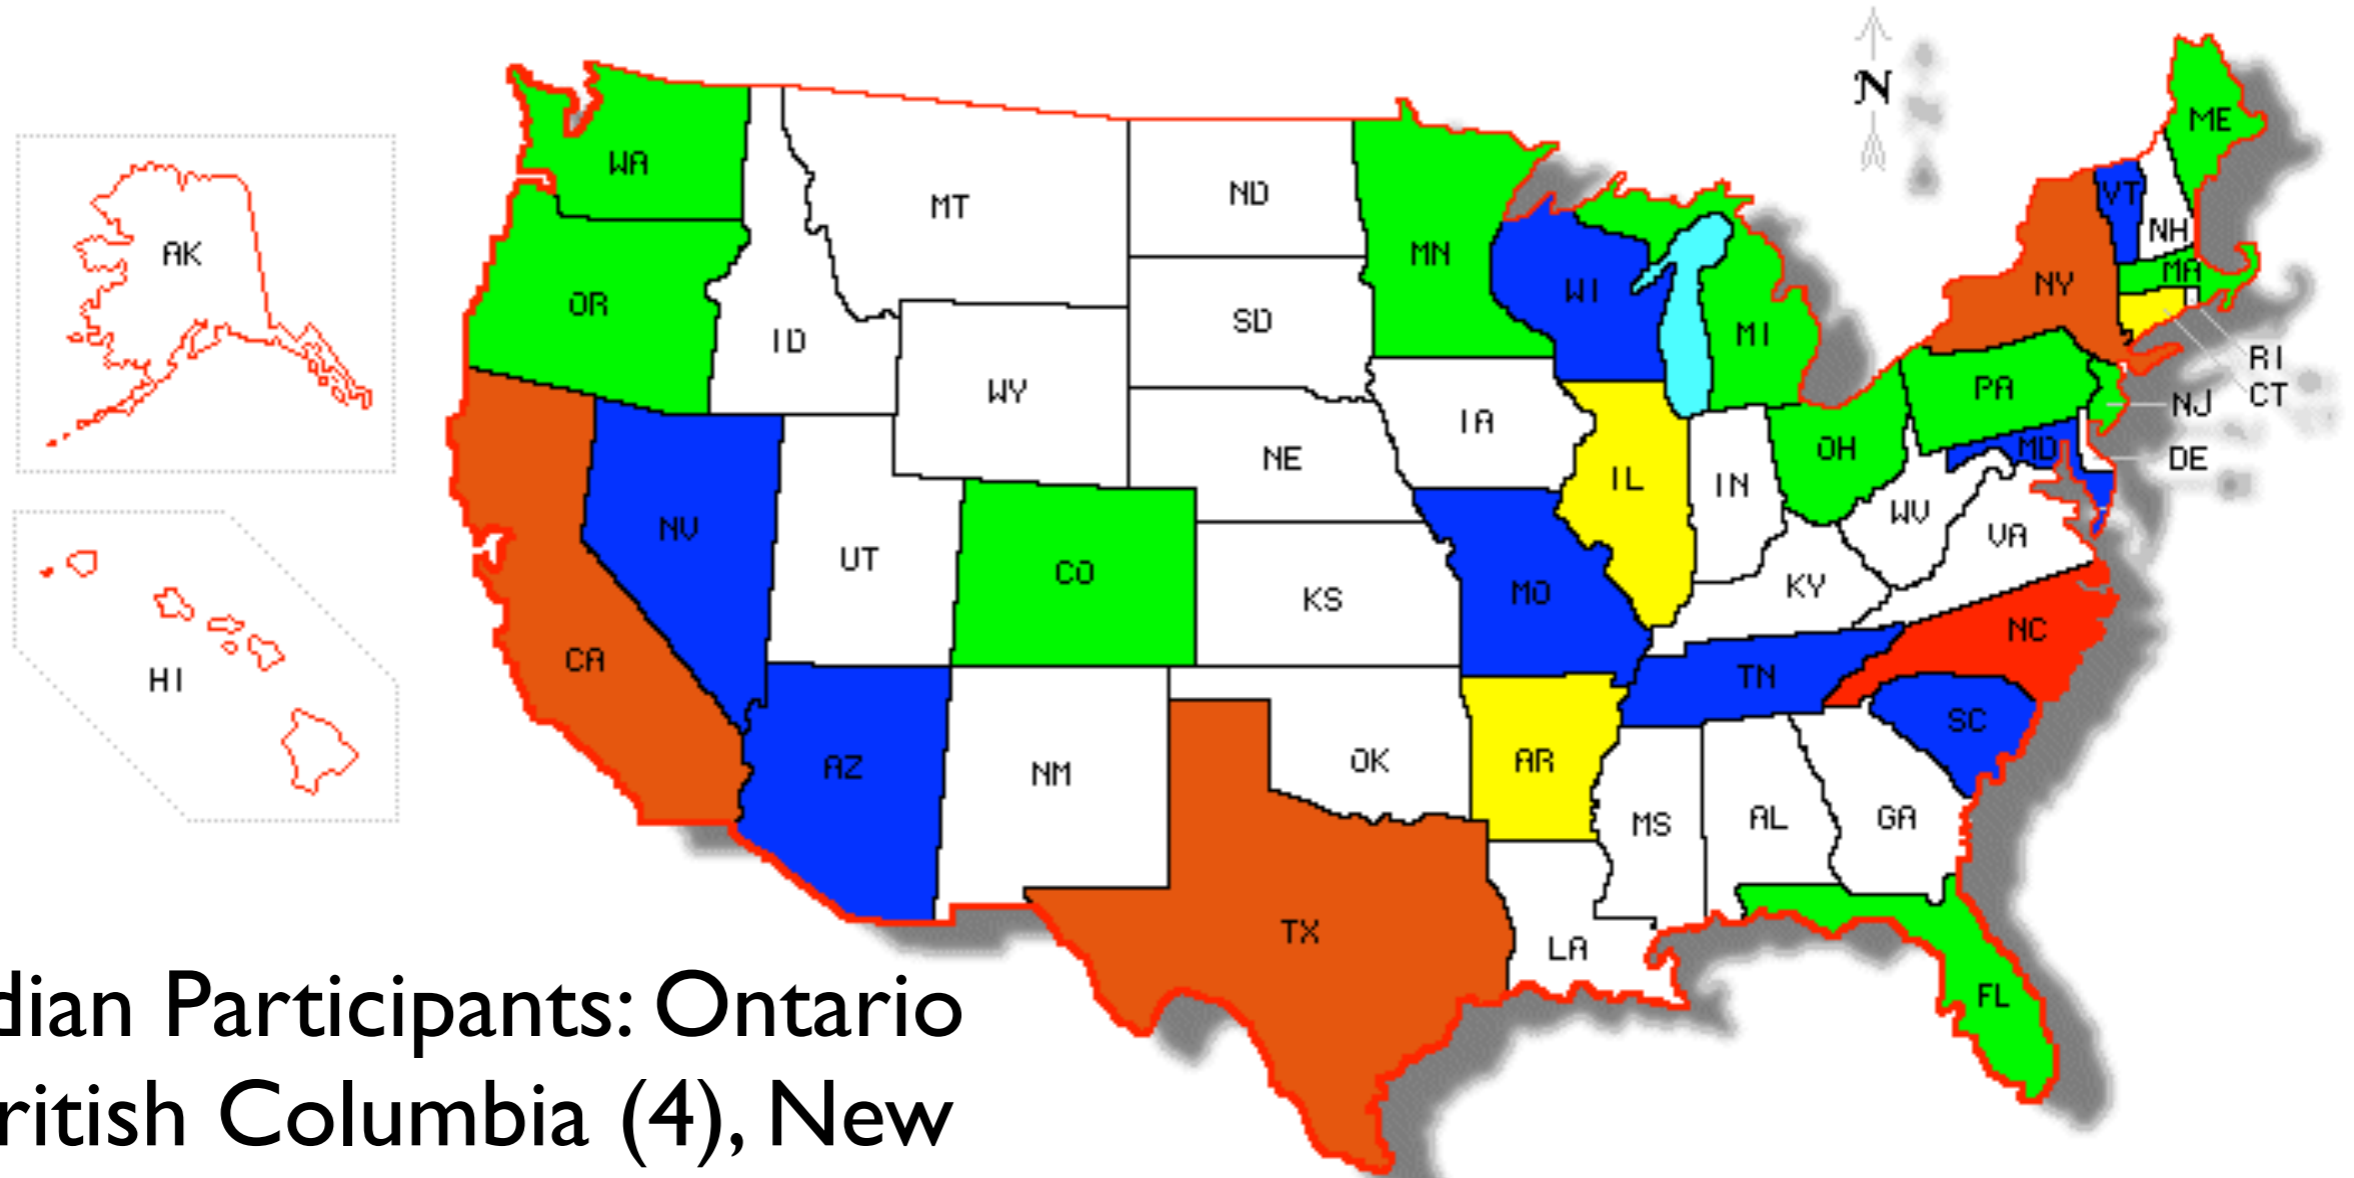 N
ME
WA
VT
AK
MT
ND
NH
MN
MA
OR
WI
NY
SD
ID
MI
RI
WY
PA
CT
NJ
IA
OH
MD
NE
DE
IL
IN
NV
WV
UT
VA
CO
KY
KS
MO
NC
CA
HI
TN
SC
AZ
NM
OK
AR
MS
AL
GA
TX
LA
FL
dian Participants: Ontario
ritish Columbia (4), New